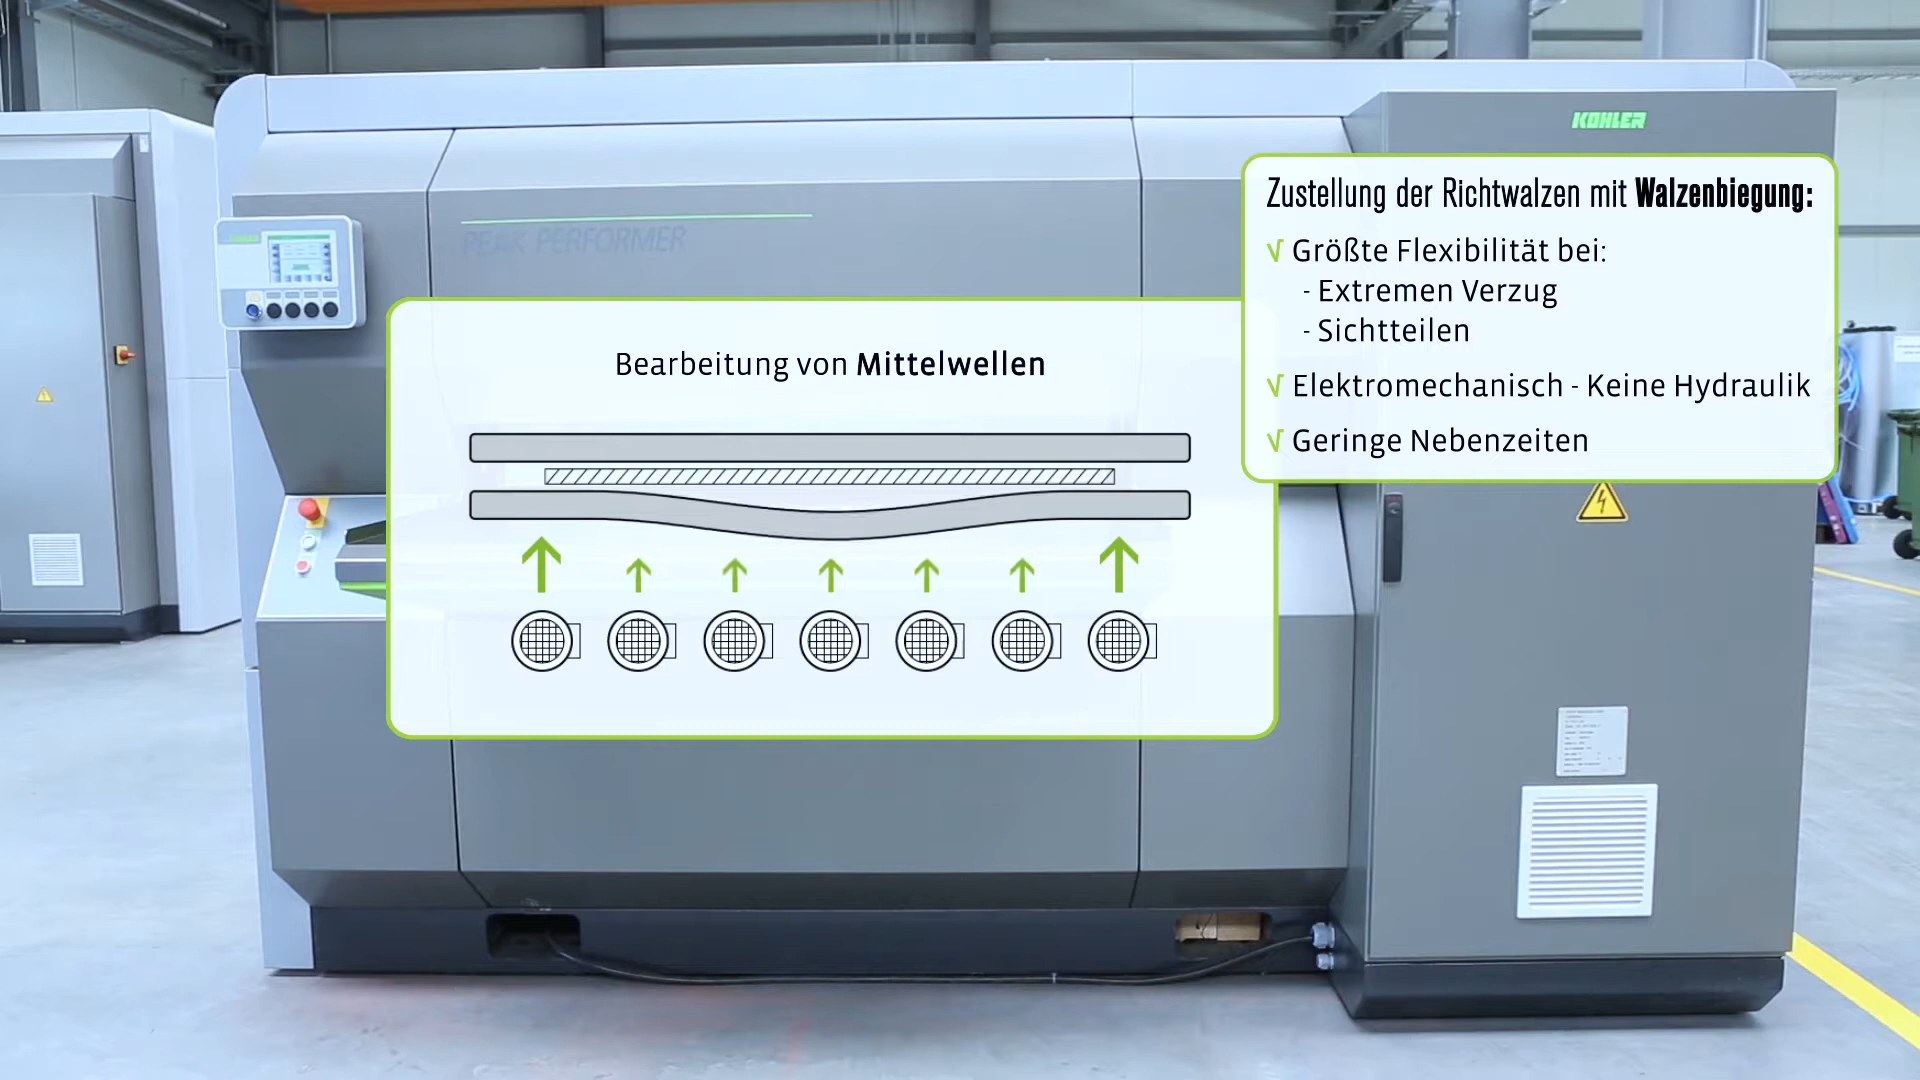 KOHLER
Zustellung der Richtwalzen mit Walzenbiegung:
√ Größte Flexibilität bei:
- Extremen Verzug
- Sichtteilen
√ Elektromechanisch - Keine Hydraulik
√ Geringe Nebenzeiten
PEAK PERFORMER
Bearbeitung von Mittelwellen